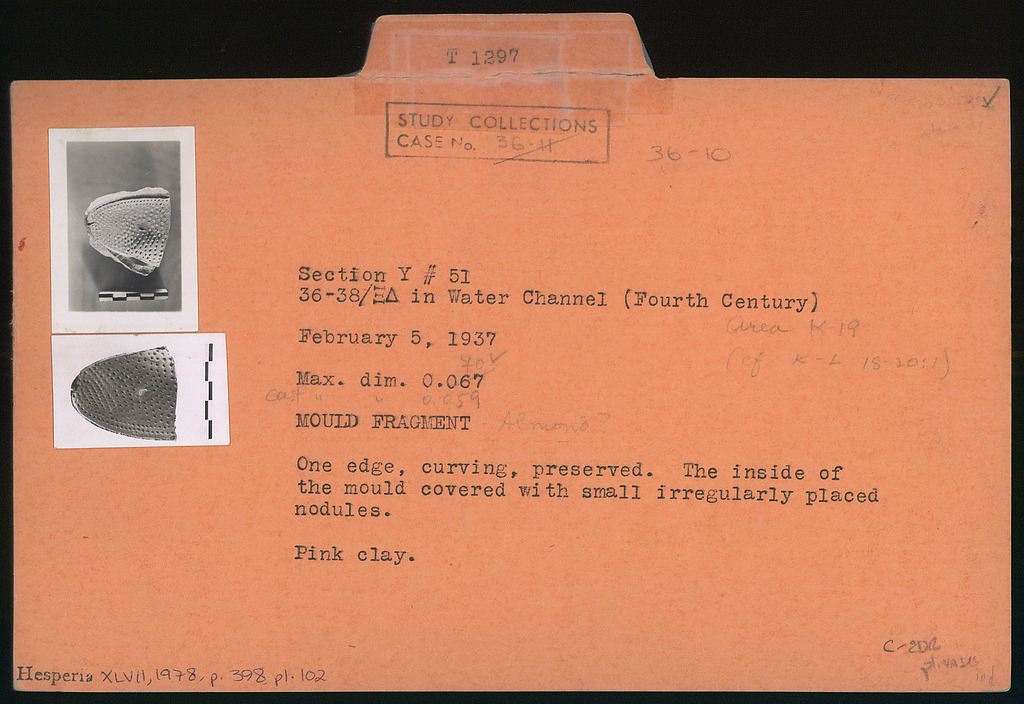 T 1297
STUDY COLLECTIONS
CASE No. 36-11
36-10
Section Y # 51
36-38/ΞΔ in Water Channel (Fourth Century)
Area K 19
February 5, 1937
(cf. K-L 18-20:1)
Max. dim. 0.067
cast " " 0.059
MOULD FRAGMENT Almond?
One edge, curving, preserved. The inside of
the mould covered with small irregularly placed
nodules.
Pink clay.
C-2DR
Hesperia XLVII, 1978, p. 398 pl. 102